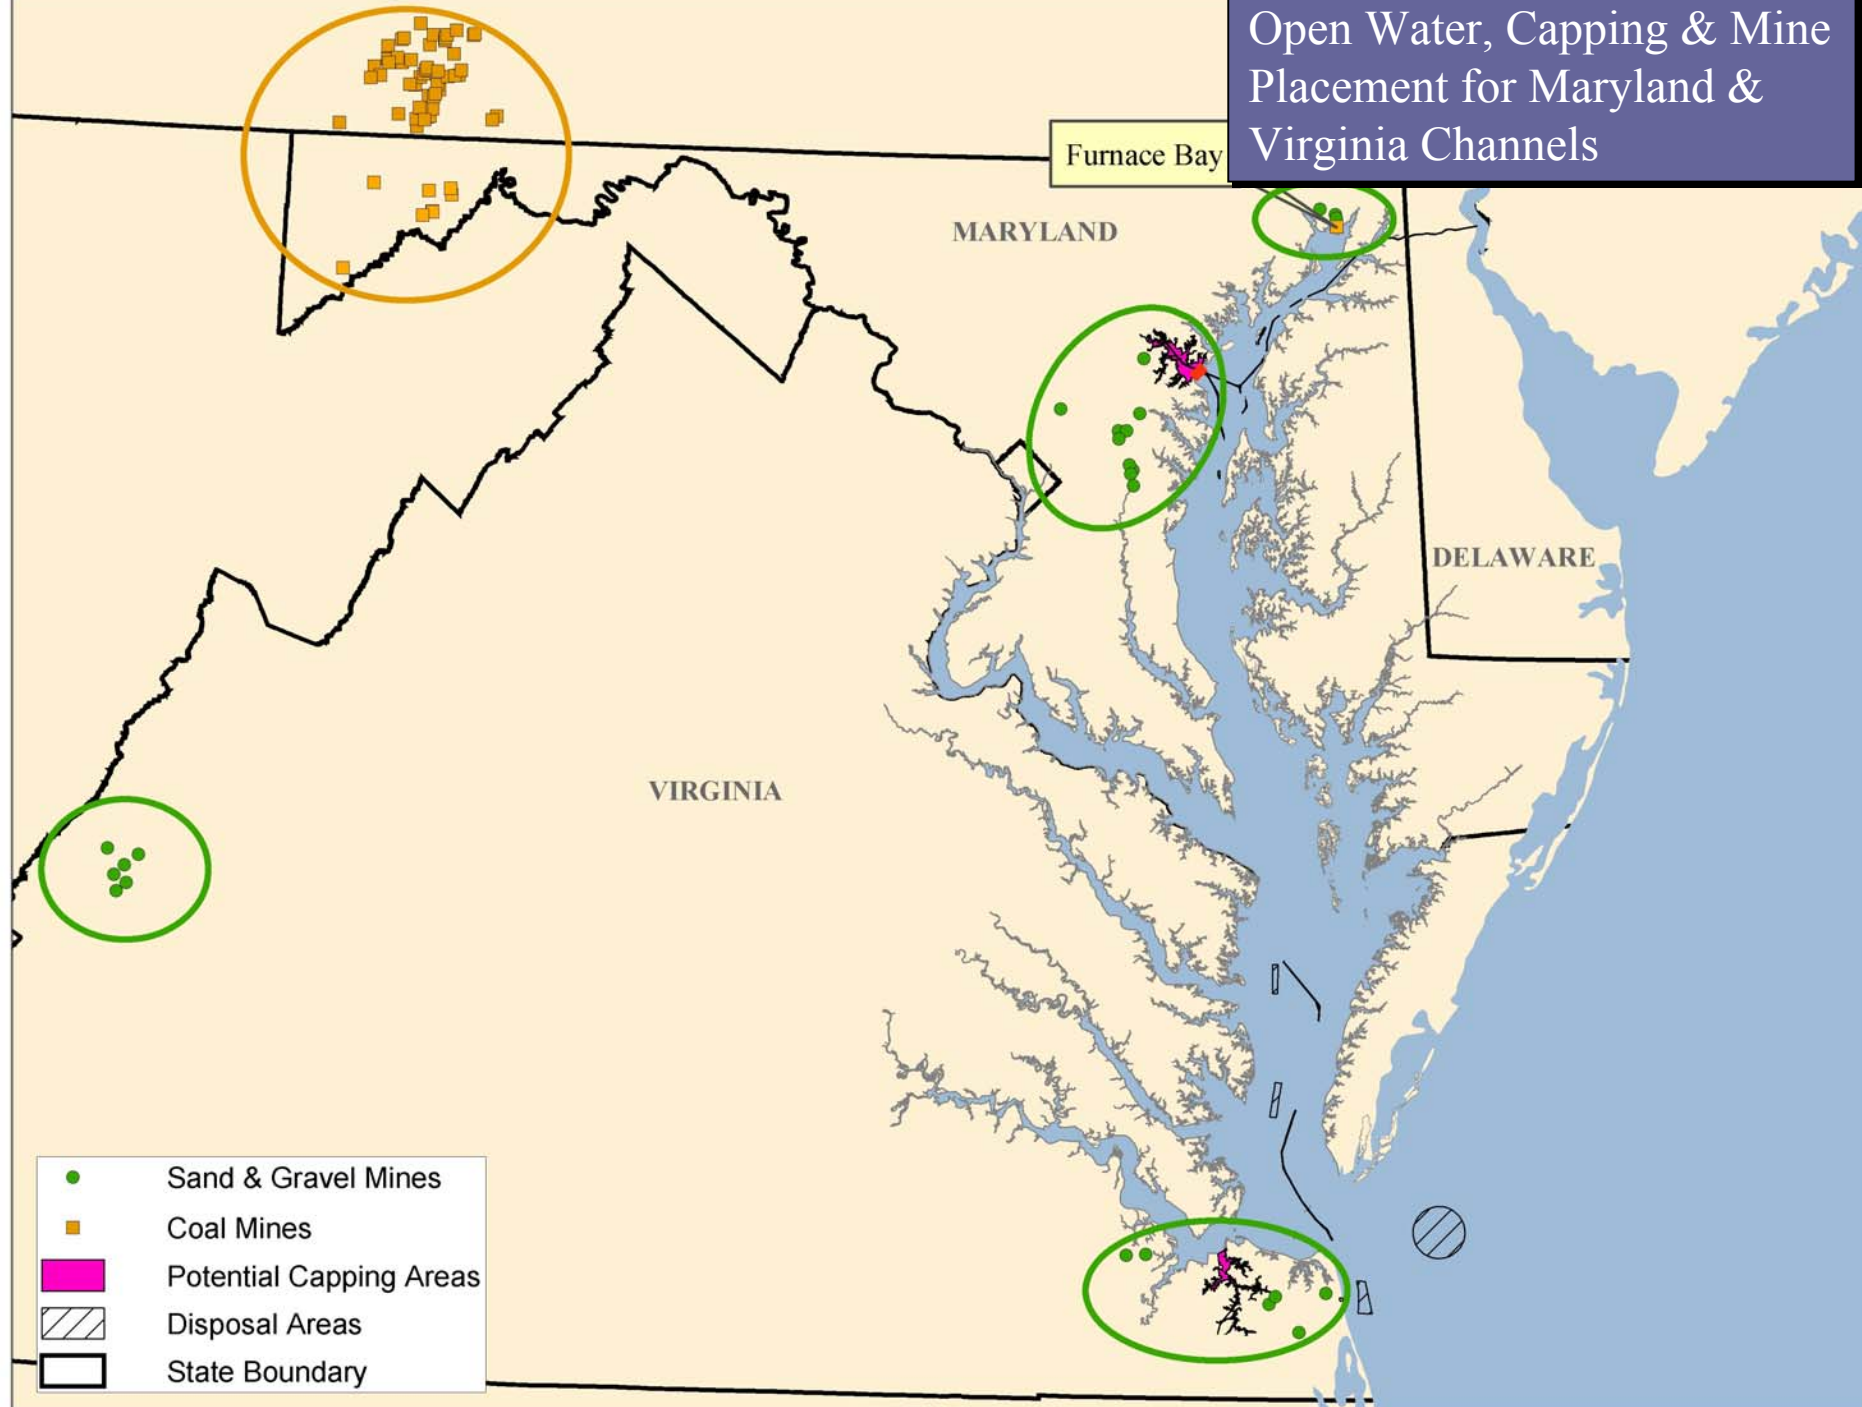 Open Water, Capping & Mine
Placement for Maryland &
Virginia Channels
Furnace Bay
MARYLAND
DELAWARE
VIRGINIA
Sand & Gravel Mines
Coal Mines
Potential Capping Areas
Disposal Areas
State Boundary